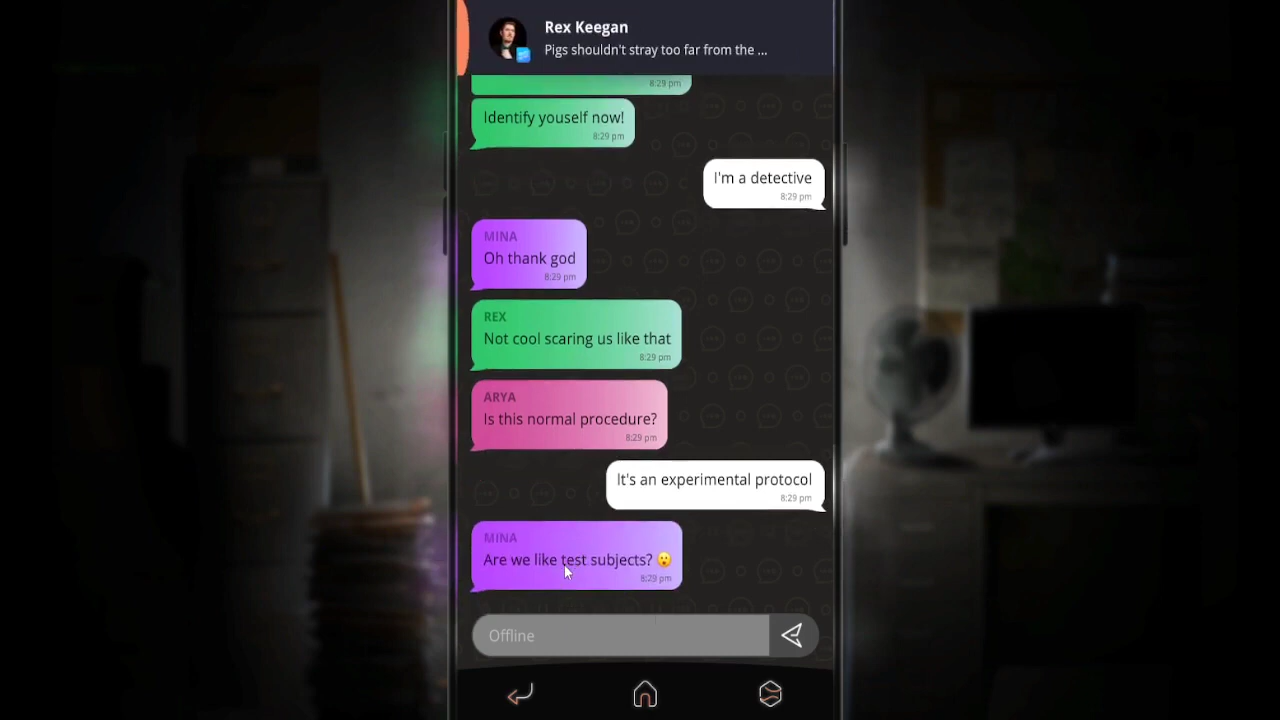 Rex Keegan
Pigs shouldn't stray too far from the ...
8:29 pm
Identify youself now!
8:29 pm
I'm a detective
8:29 pm
MINA
Oh thank god
8:29 pm
REX
Not cool scaring us like that
8:29 pm
ARYA
Is this normal procedure?
8:29 pm
It's an experimental protocol
8:29 pm
MINA
Are we like test subjects? 😮
8:29 pm
Offline